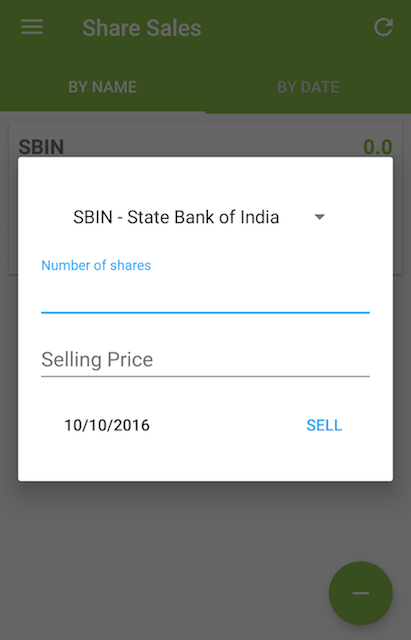 Share Sales
BY NAME
BY DATE
SBIN
0.0
SBIN - State Bank of India
Number of shares
Selling Price
10/10/2016
SELL